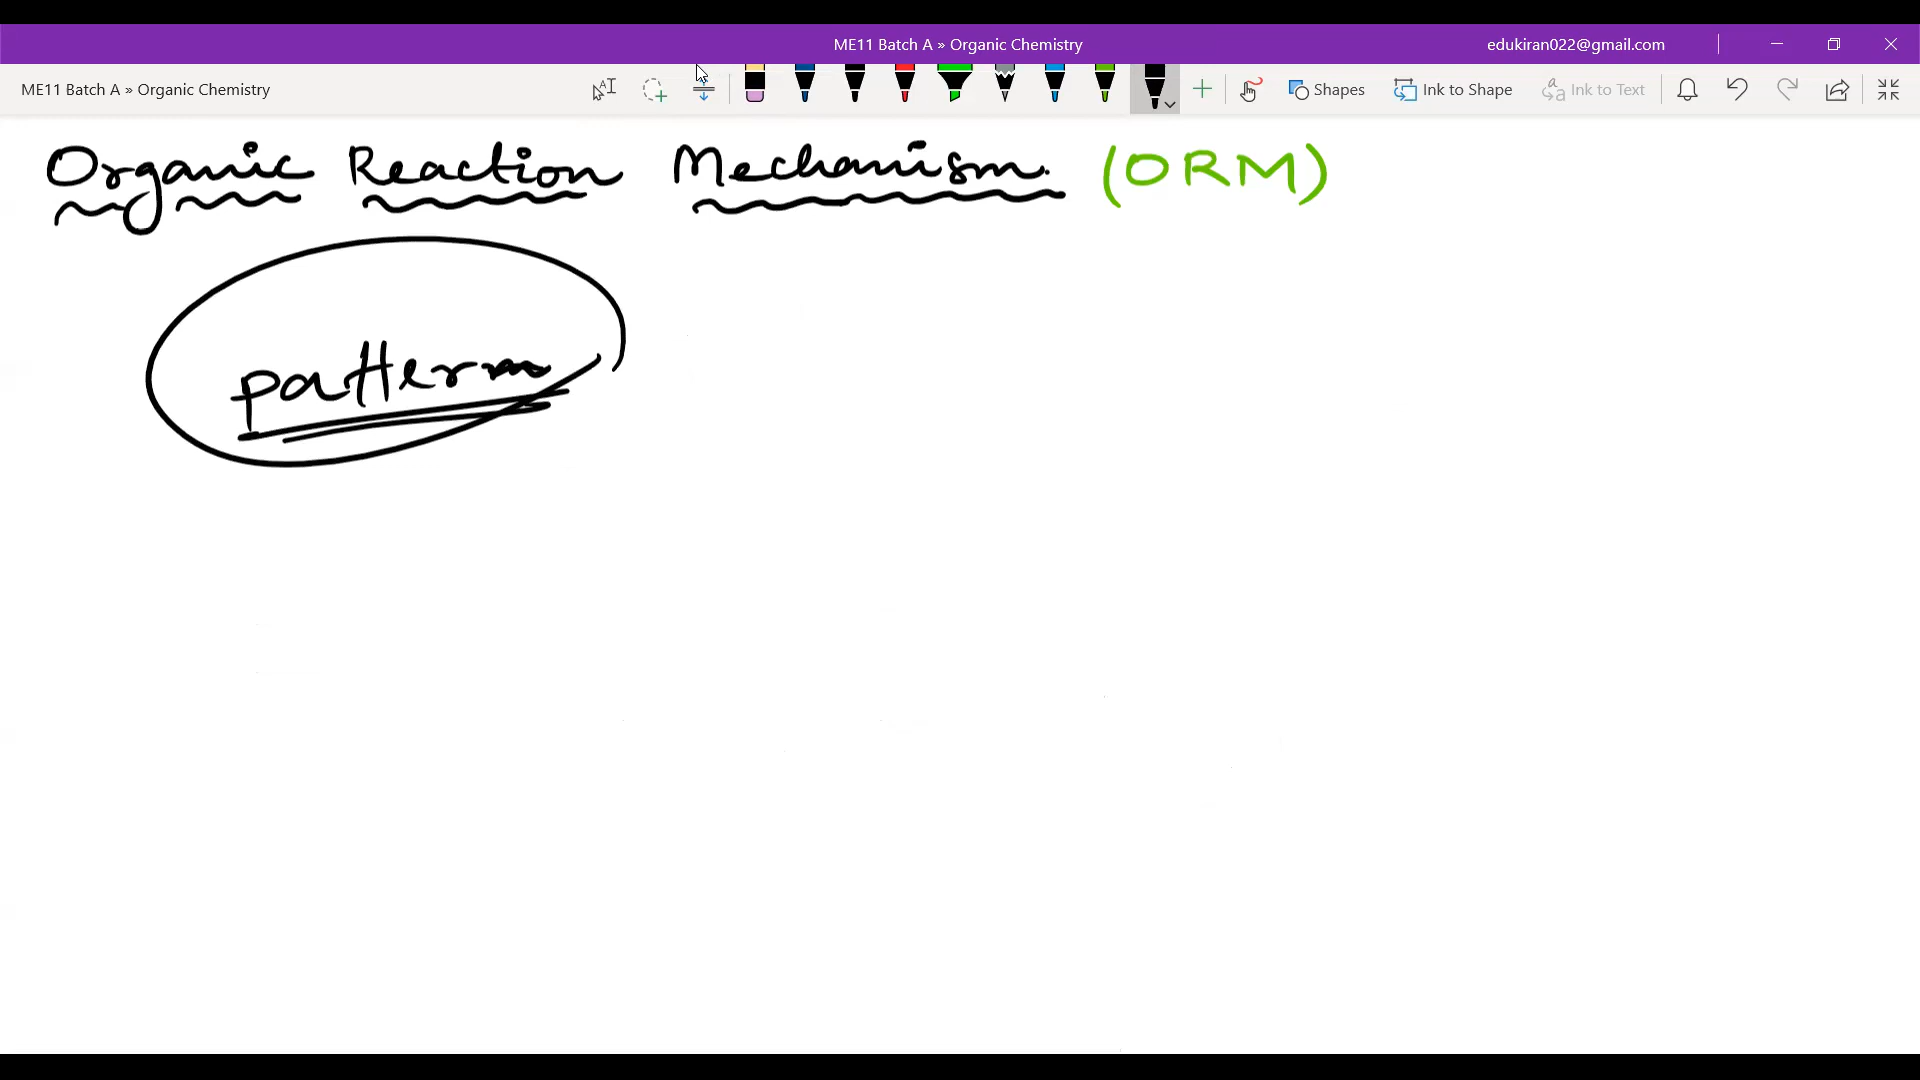 ME11 Batch A » Organic Chemistry
edukiran022@gmail.com
ME11 Batch A » Organic Chemistry
Shapes
Ink to Shape
Ink to Text
Organic Reaction Mechanism. (ORM)
pattern